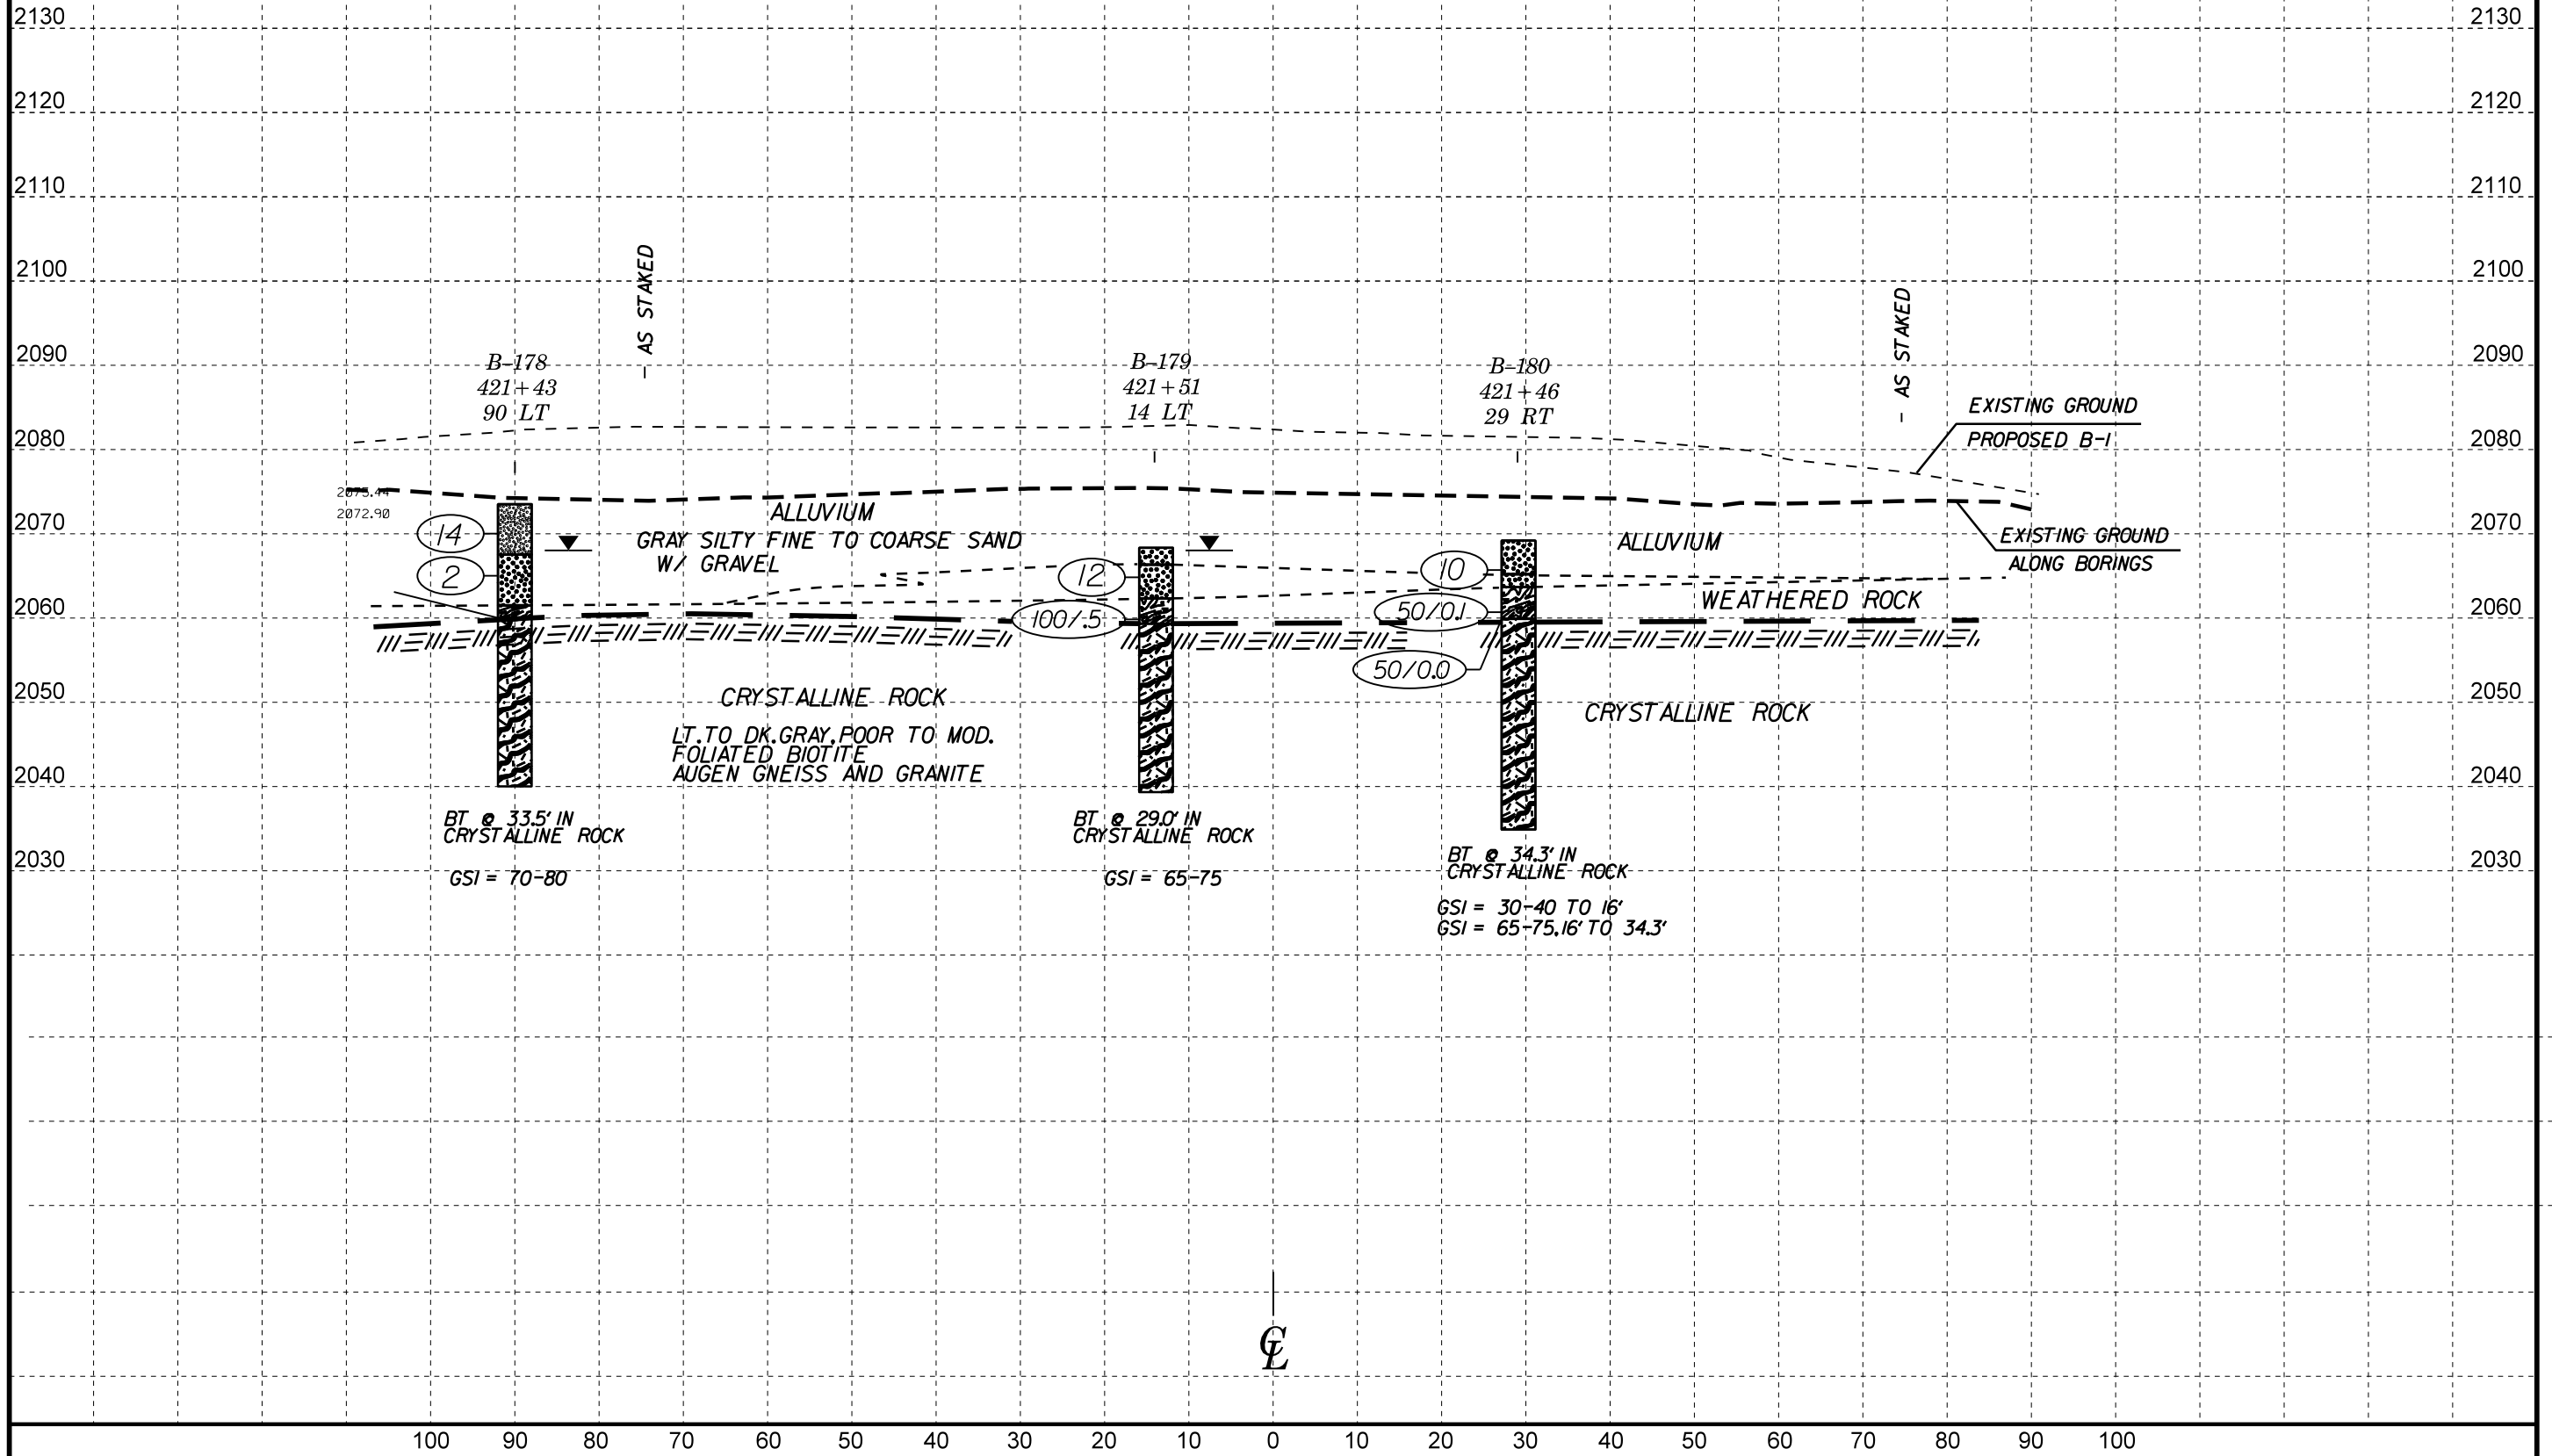 2130 2130
2120 2120
2110 2110
2100 2100
2090 2090
2080 2080
2070 2070
2060 2060
2050 2050
2040 2040
2030 2030
AS STAKED
AS STAKED
B-178
421+43
90 LT
B-179
421+51
14 LT
B-180
421+46
29 RT
EXISTING GROUND
PROPOSED B-1
EXISTING GROUND
ALONG BORINGS
2075.44
2072.90
14
2
12
100/.5
10
50/0.1
50/0.0
ALLUVIUM
GRAY SILTY FINE TO COARSE SAND
W/ GRAVEL
ALLUVIUM
WEATHERED ROCK
CRYSTALLINE ROCK
LT. TO DK. GRAY, POOR TO MOD.
FOLIATED BIOTITE
AUGEN GNEISS AND GRANITE
CRYSTALLINE ROCK
BT @ 33.5' IN
CRYSTALLINE ROCK
GSI = 70-80
BT @ 29.0' IN
CRYSTALLINE ROCK
GSI = 65-75
BT @ 34.3' IN
CRYSTALLINE ROCK
GSI = 30-40 TO 16'
GSI = 65-75, 16' TO 34.3'
℄
100 90 80 70 60 50 40 30 20 10 0 10 20 30 40 50 60 70 80 90 100